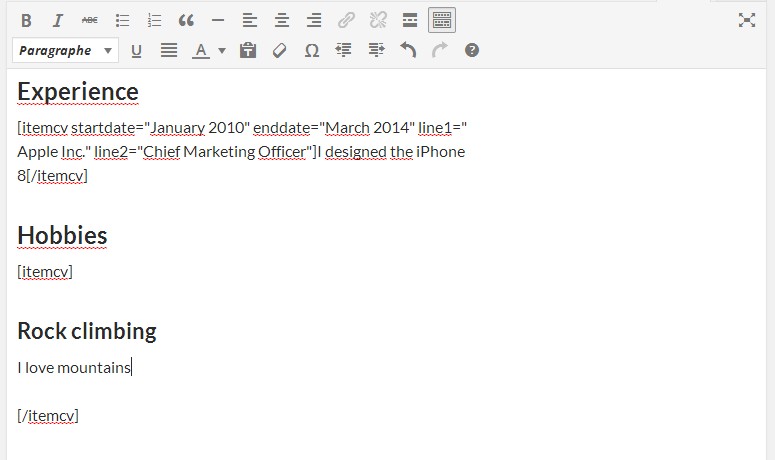 B I ABC
Paragraphe U A Ω ?
Experience
[itemcv startdate="January 2010" enddate="March 2014" line1="
Apple Inc." line2="Chief Marketing Officer"]I designed the iPhone
8[/itemcv]
Hobbies
[itemcv]
Rock climbing
I love mountains
[/itemcv]